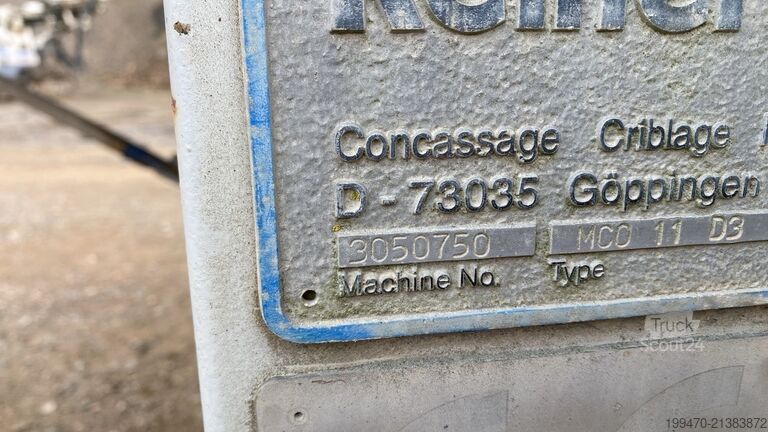 Concassage Criblage
D - 73035 Göppingen
3050750 MCO 11 D3
Machine No. Type
Truck
Scout24
199470-21383872